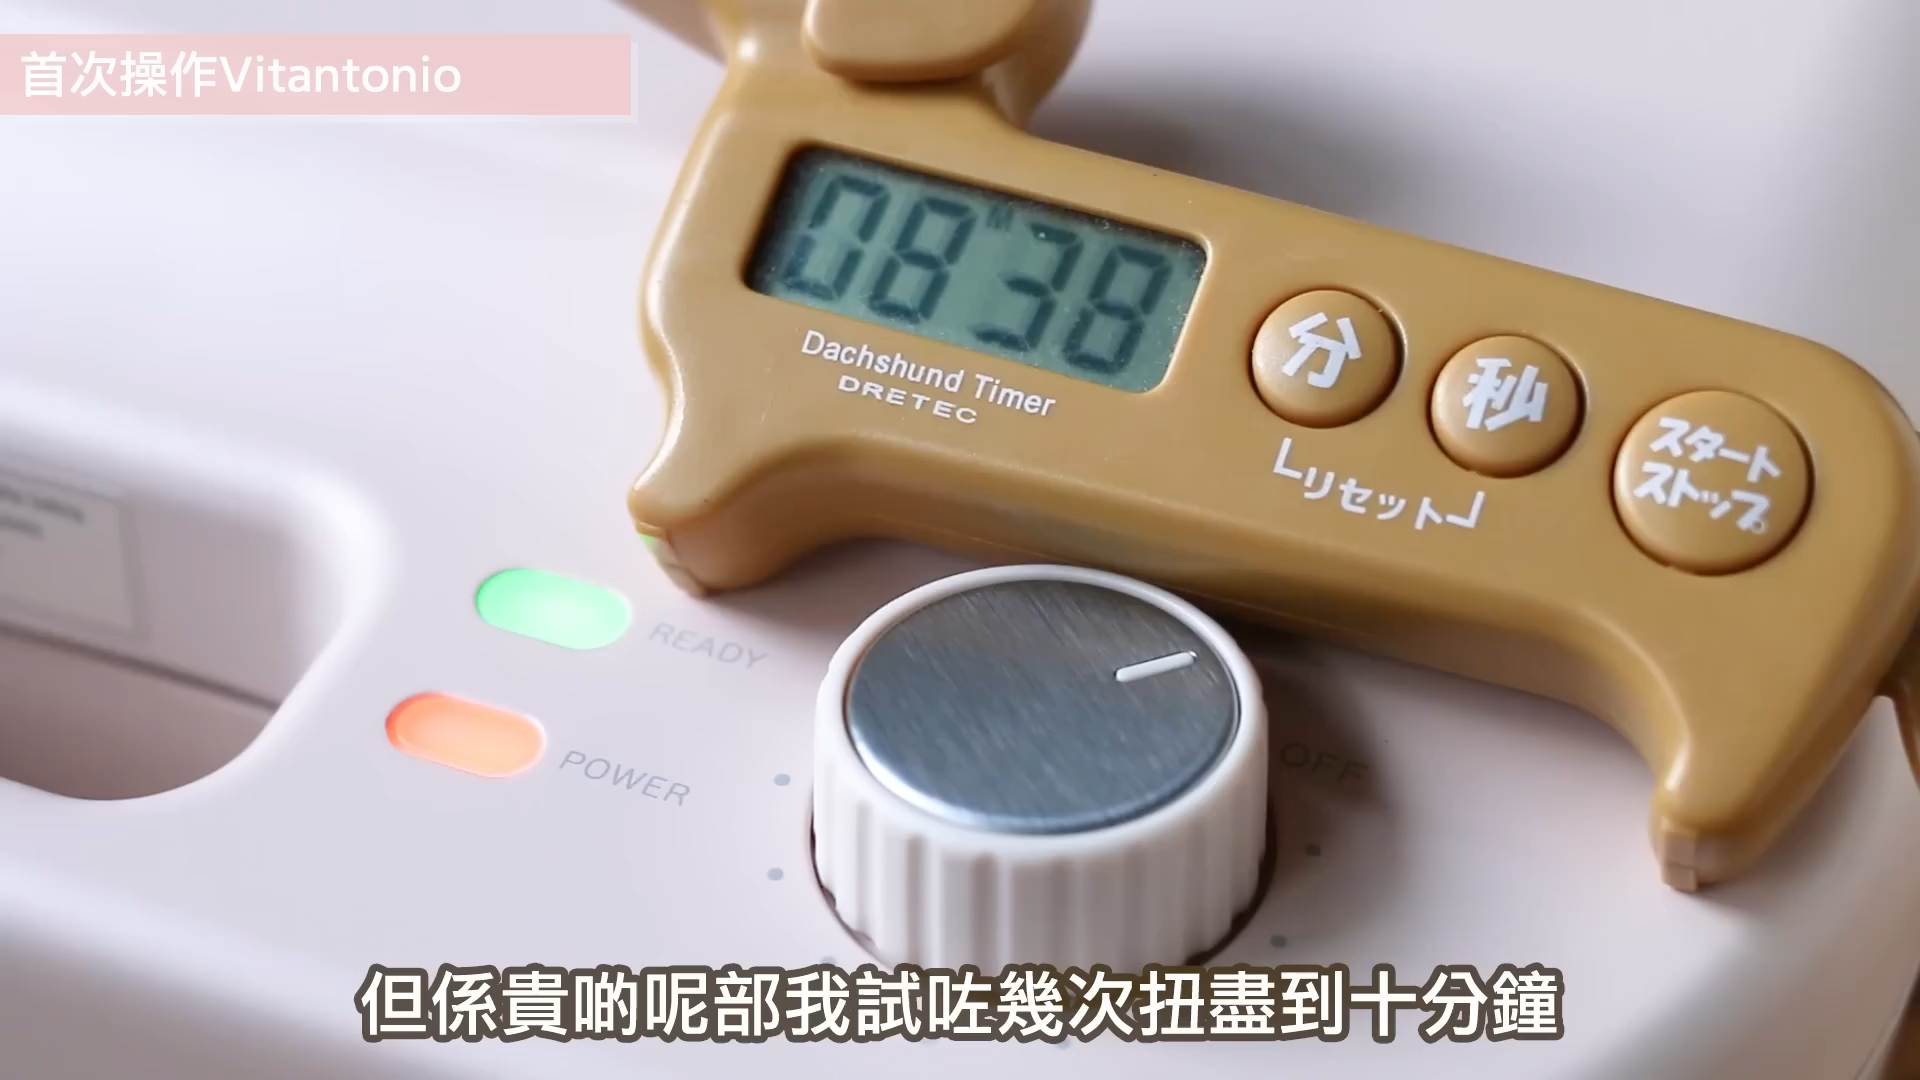 首次操作Vitantonio
08M38
Dachshund Timer
DRETEC
分
秒
スタート
ストップ
リセット
READY
POWER
OFF
但係貴啲呢部我試咗幾次扭盡到十分鐘